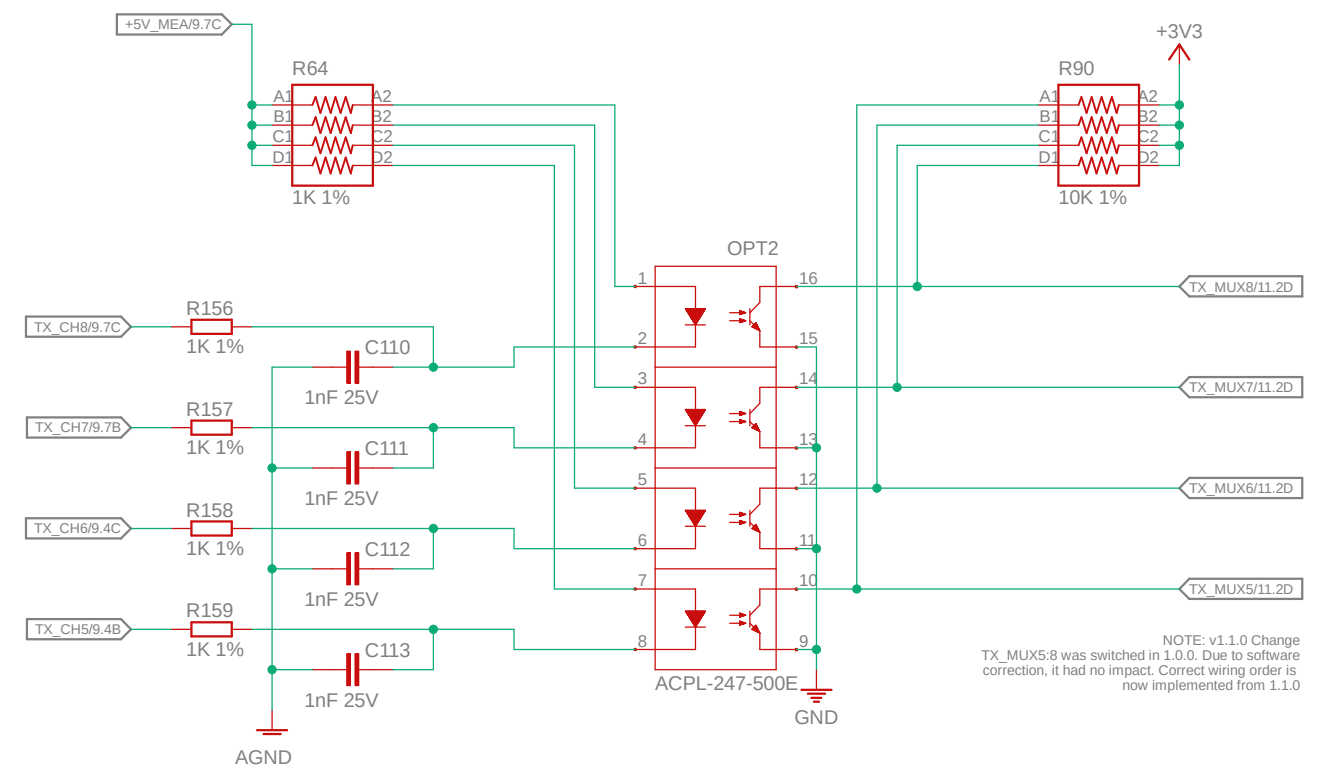 +5V_MEA/9.7C
+3V3
R64
R90
A1 A2
B1 B2
C1 C2
D1 D2
1K 1%
A1 A2
B1 B2
C1 C2
D1 D2
10K 1%
OPT2
1 16
2 15
3 14
4 13
5 12
6 11
7 10
8 9
ACPL-247-500E
GND
TX_CH8/9.7C
R156
1K 1%
C110
1nF 25V
TX_CH7/9.7B
R157
1K 1%
C111
1nF 25V
TX_CH6/9.4C
R158
1K 1%
C112
1nF 25V
TX_CH5/9.4B
R159
1K 1%
C113
1nF 25V
AGND
TX_MUX8/11.2D
TX_MUX7/11.2D
TX_MUX6/11.2D
TX_MUX5/11.2D
NOTE: v1.1.0 Change
TX_MUX5:8 was switched in 1.0.0. Due to software
correction, it had no impact. Correct wiring order is
now implemented from 1.1.0